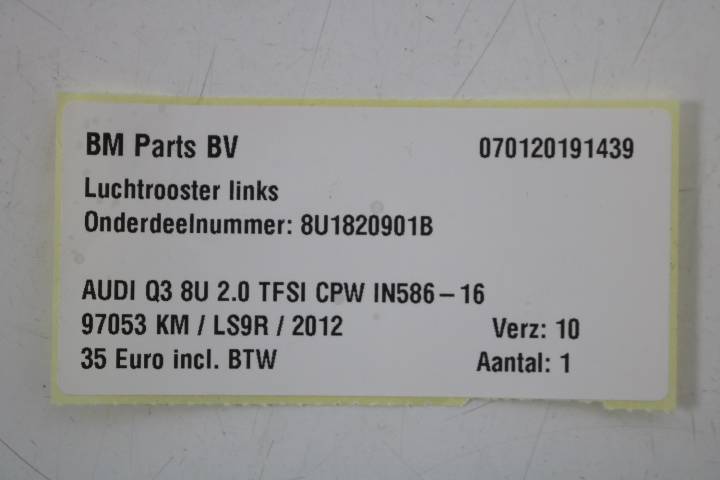 BM Parts BV 070120191439
Luchtrooster links
Onderdeelnummer: 8U1820901B
AUDI Q3 8U 2.0 TFSI CPW IN586-16
97053 KM / LS9R / 2012 Verz: 10
35 Euro incl. BTW Aantal: 1